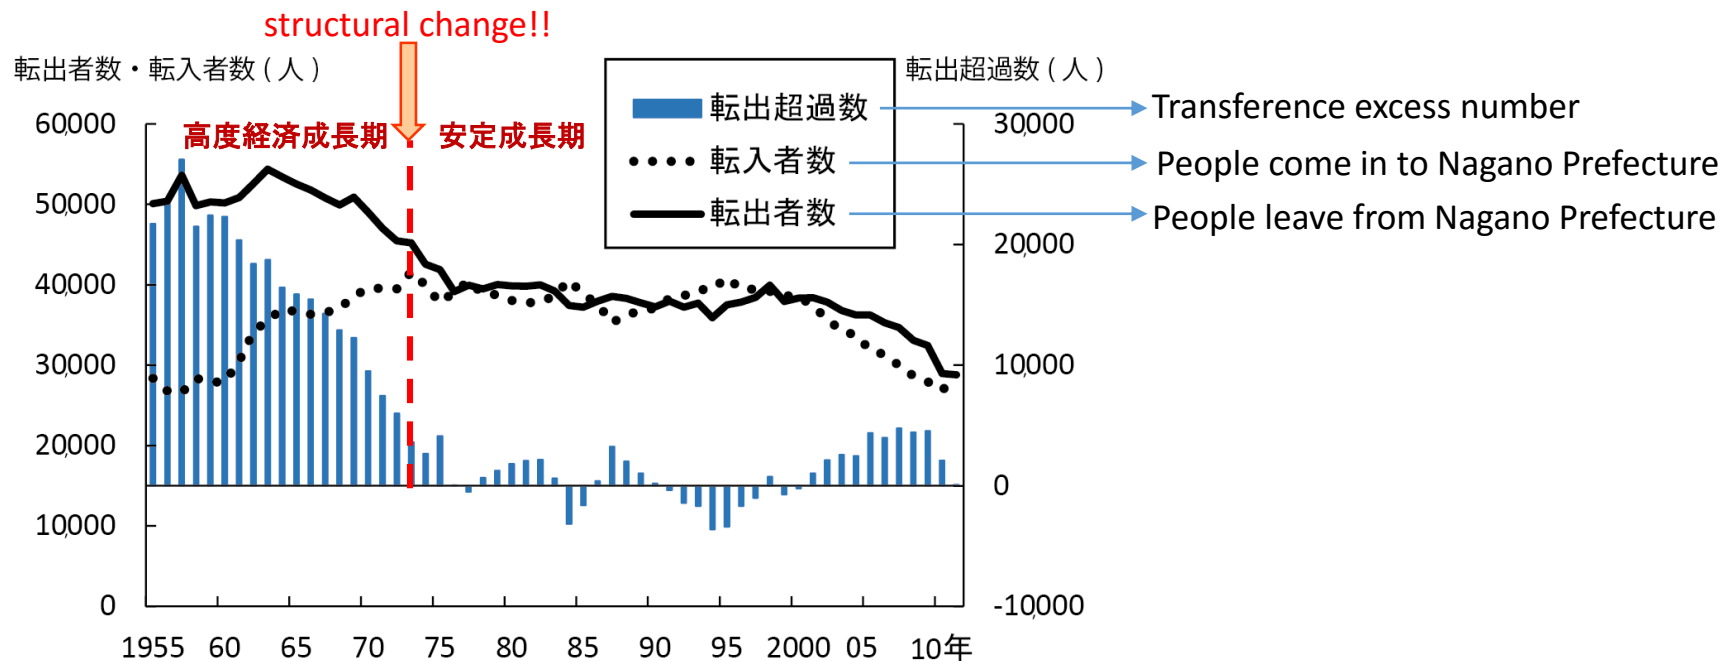 structural change!!
転出者数・転入者数 ( 人 )
転出超過数 ( 人 )
転出超過数
Transference excess number
転入者数
People come in to Nagano Prefecture
転出者数
People leave from Nagano Prefecture
高度経済成長期
安定成長期
60000
50000
40000
30000
20000
10000
0
30,000
20000
10000
0
-10,000
1955 60 65 70 75 80 85 90 95 2000 05 10年